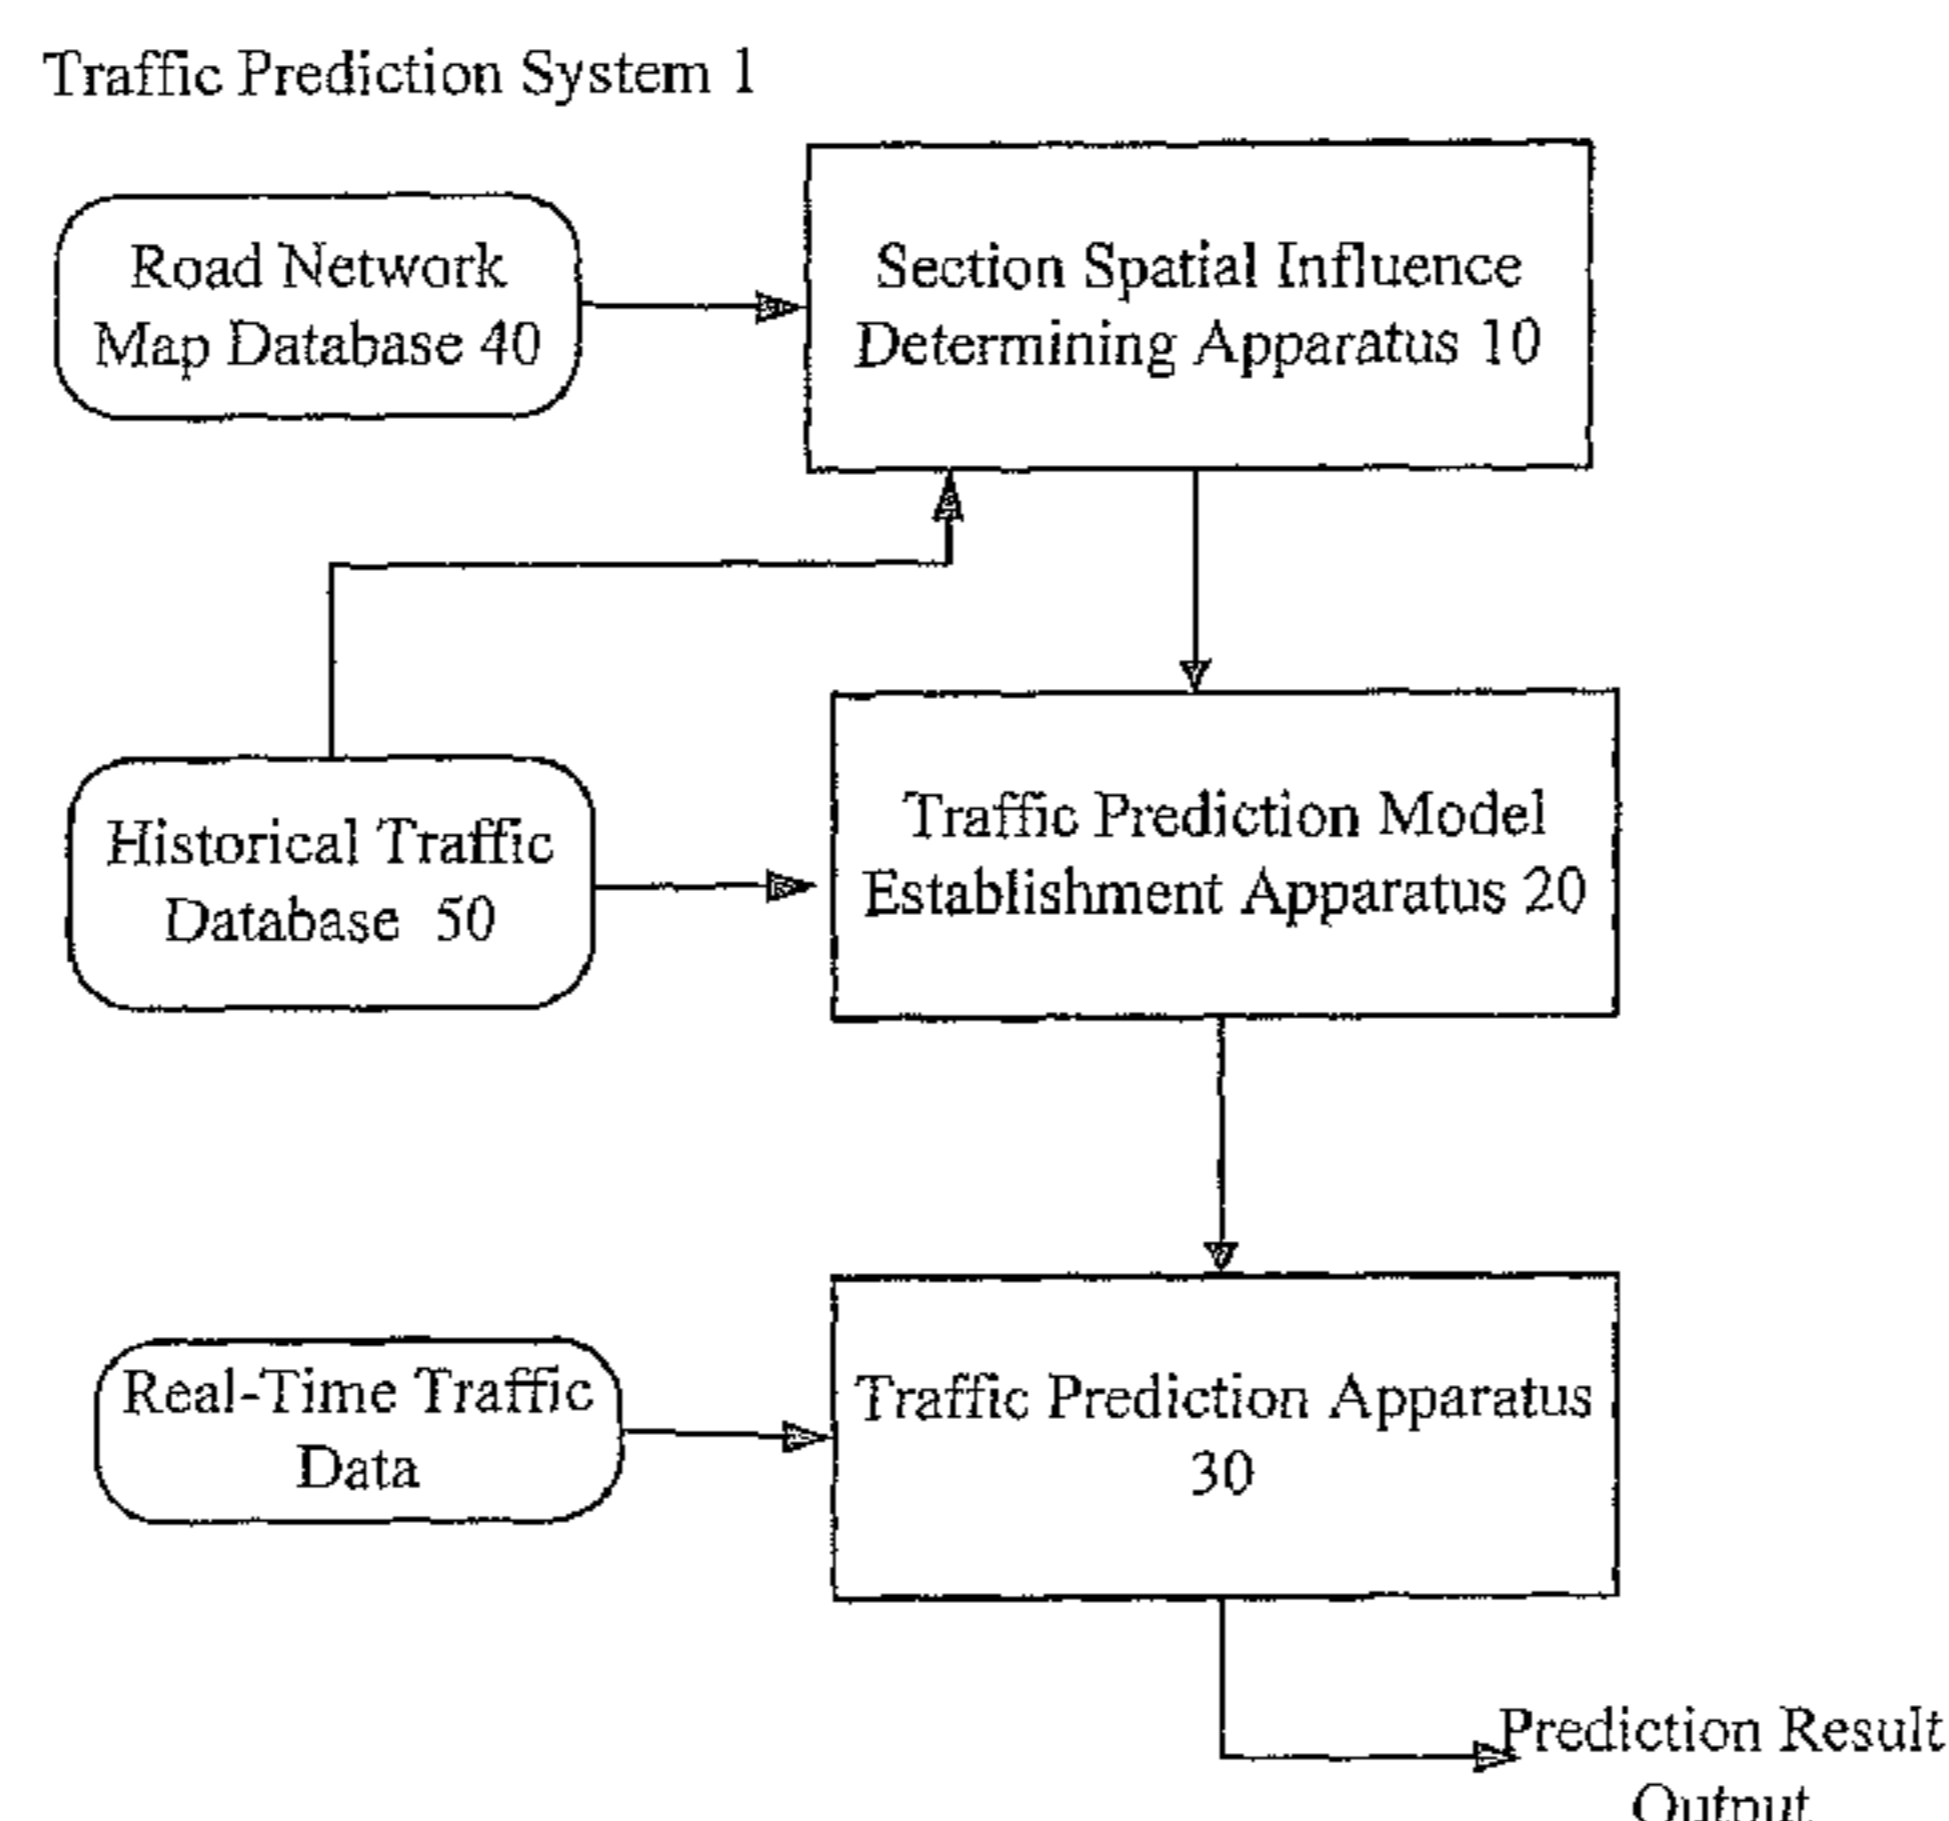 Traffic Prediction System 1
Road Network
Map Database 40
Section Spatial Influence
Determining Apparatus 10
Historical Traffic
Database 50
Traffic Prediction Model
Establishment Apparatus 20
Real-Time Traffic
Data
Traffic Prediction Apparatus
30
Prediction Result
Output